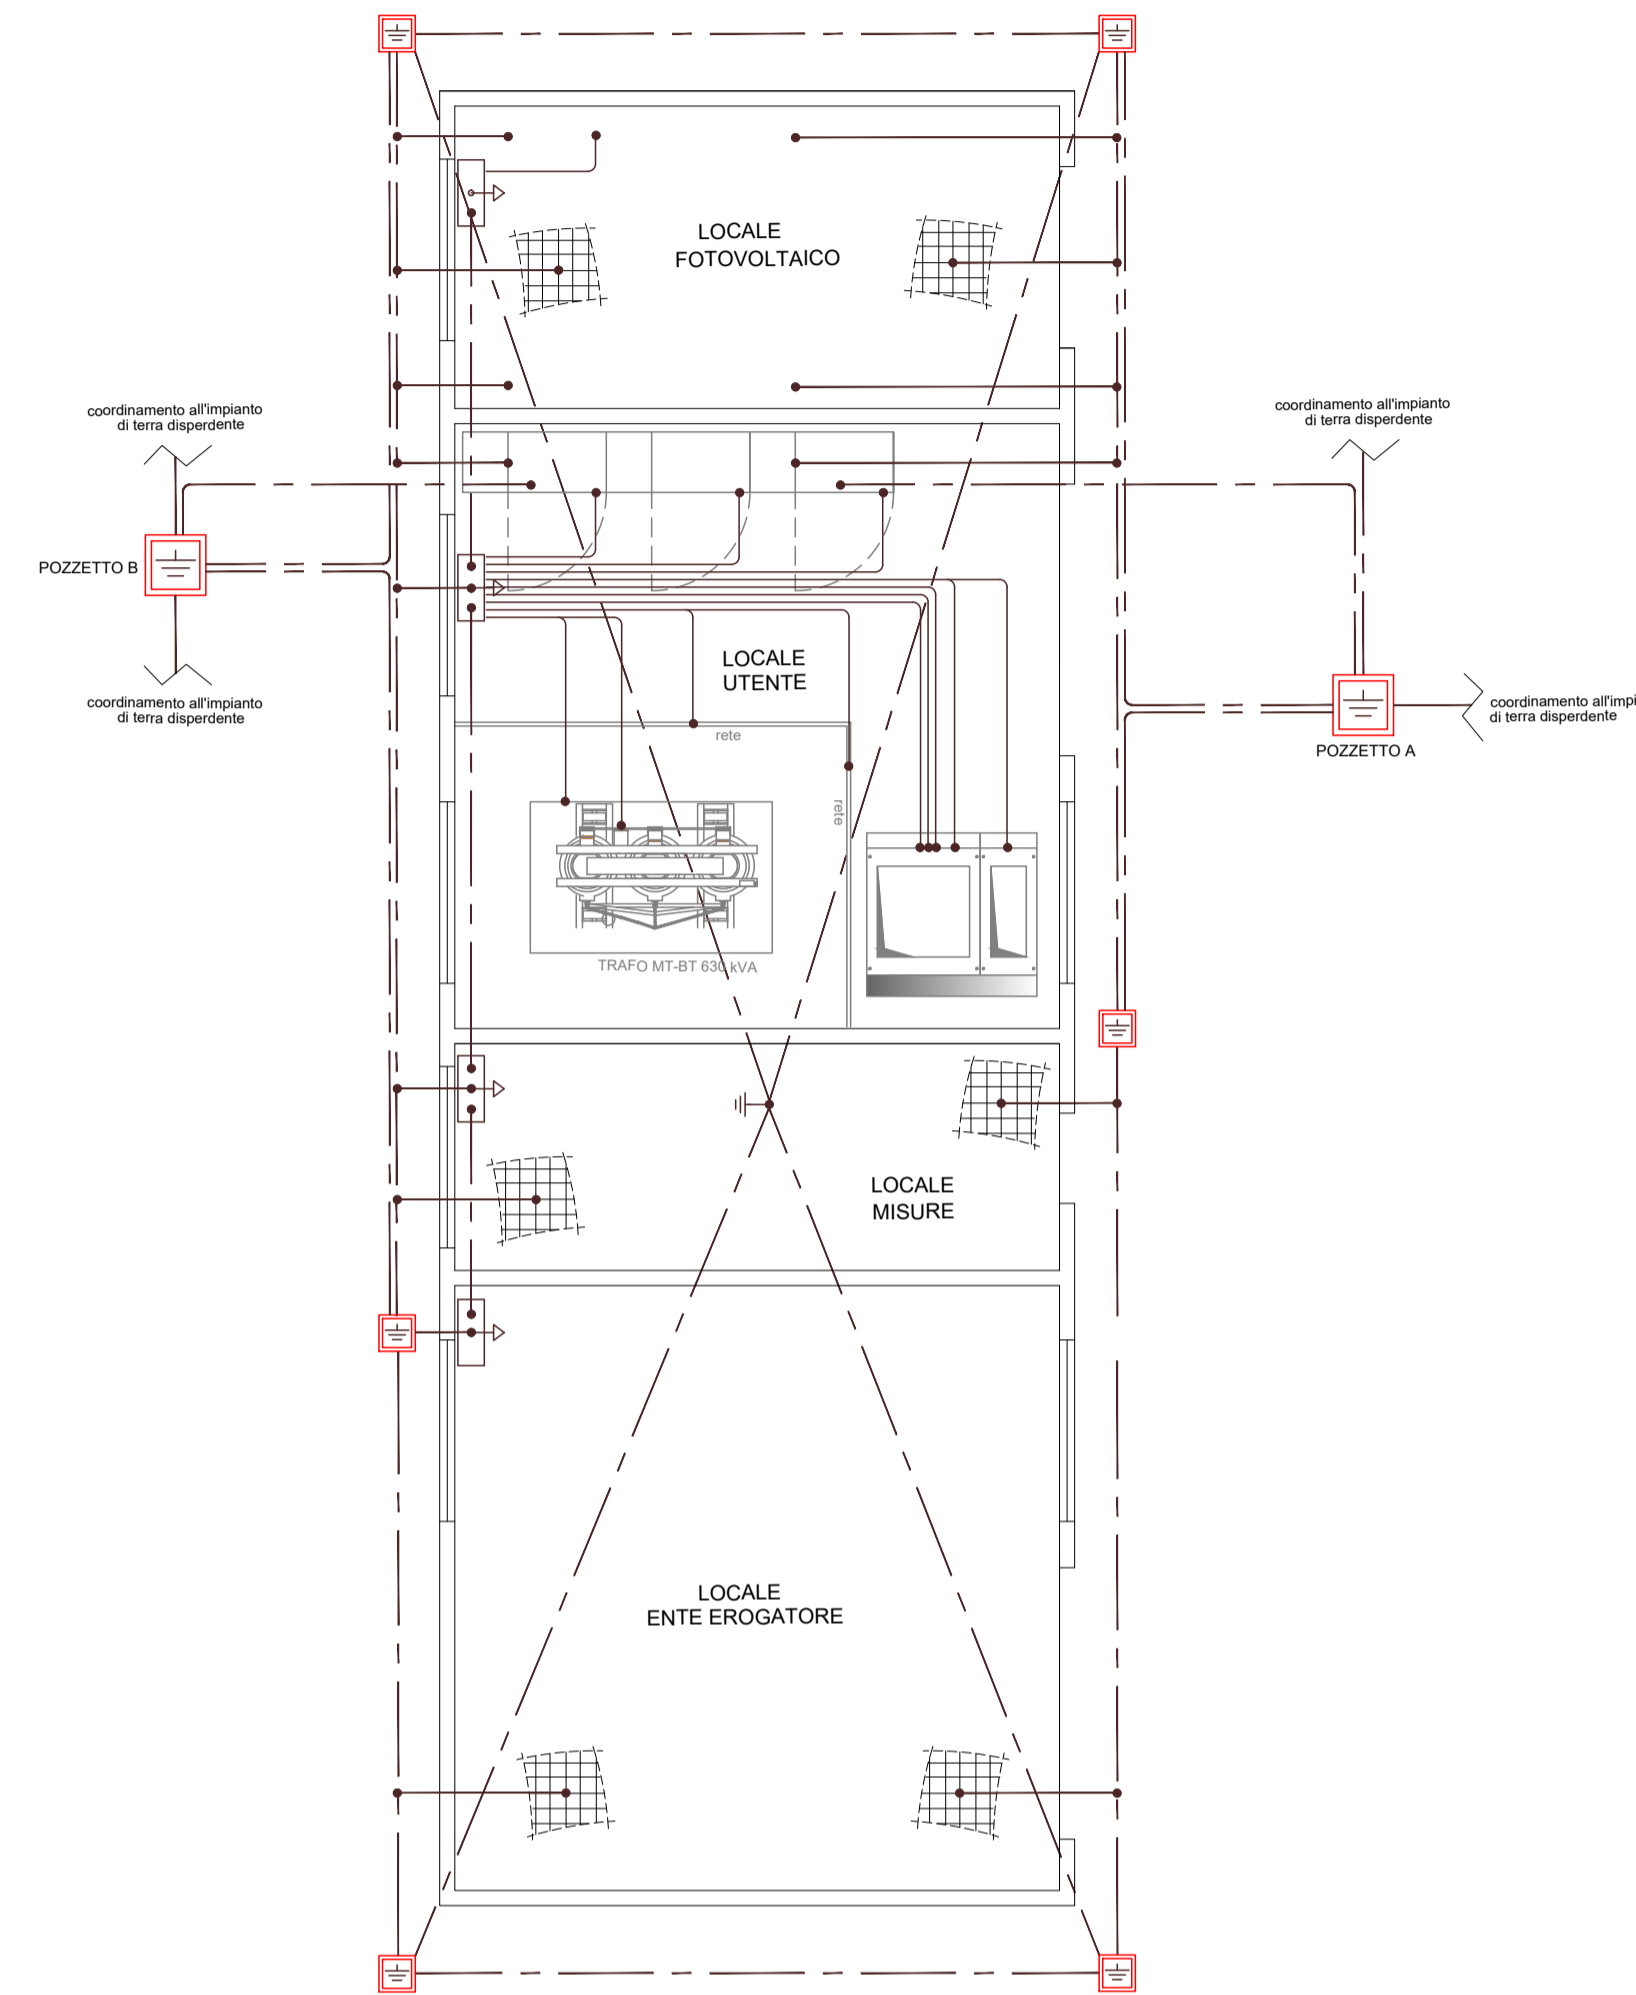 LOCALE
FOTOVOLTAICO
coordinamento all'impianto
di terra disperdente
coordinamento all'impianto
di terra disperdente
POZZETTO B
LOCALE
UTENTE
coordinamento all'impianto
di terra disperdente
coordinamento all'impi
di terra disperdente
POZZETTO A
rete
rete
TRAFO MT-BT 630 kVA
LOCALE
MISURE
LOCALE
ENTE EROGATORE